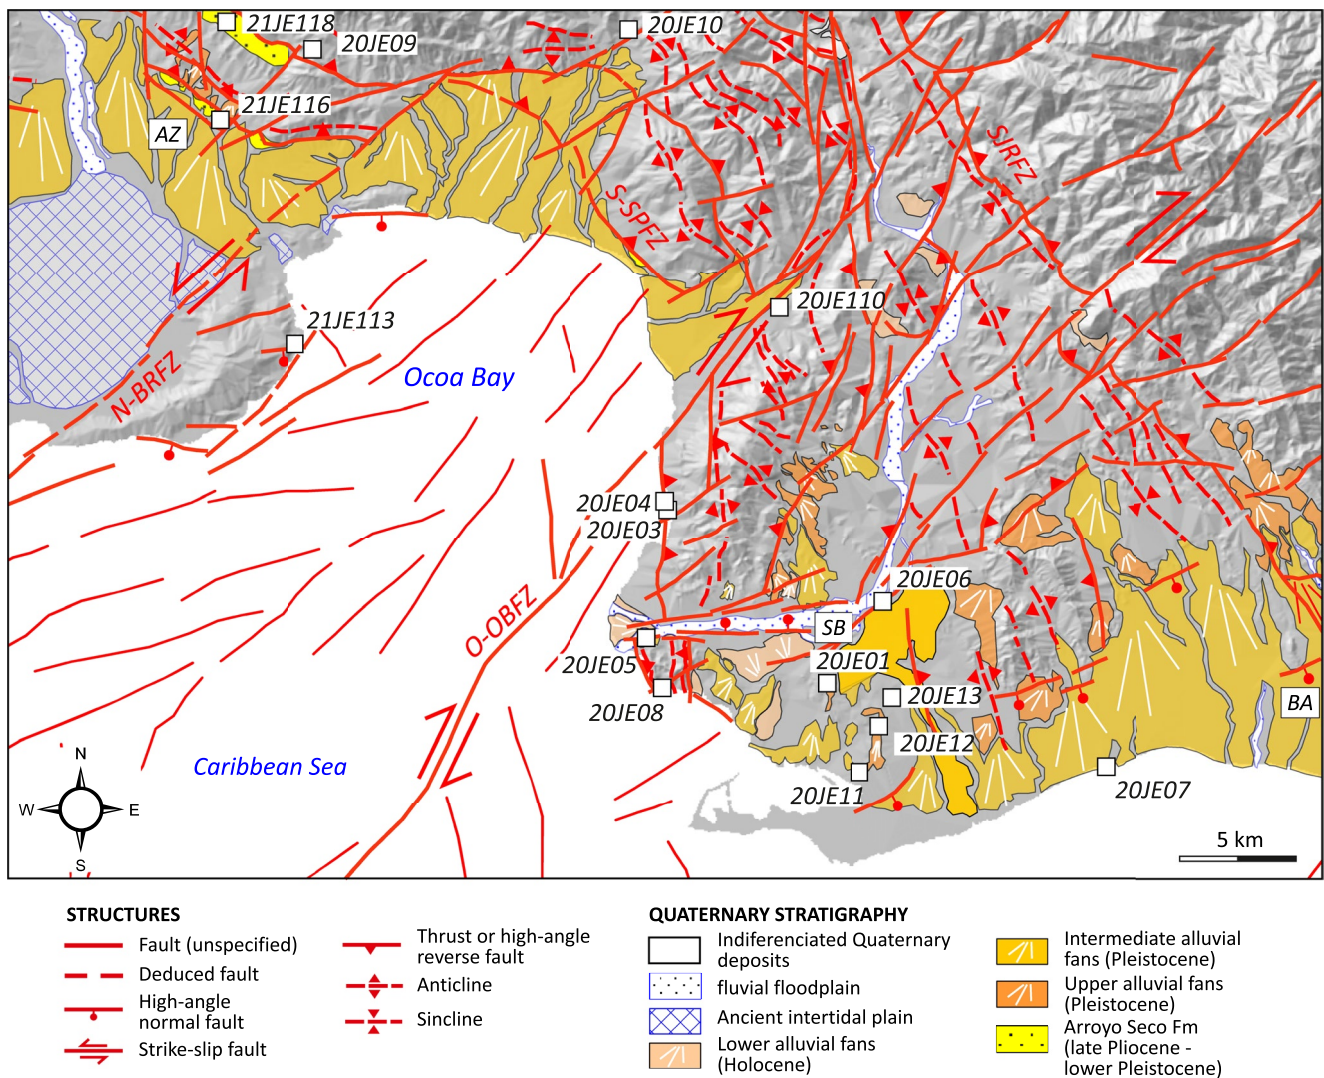 21JE118
20JE09
20JE10
21JE116
AZ
SJRFZ
S-SPFZ
20JE110
21JE113
N-BRFZ
Ocoa Bay
20JE04
20JE03
20JE06
O-OBFZ
SB
20JE05
20JE01
20JE13
20JE08
BA
20JE12
Caribbean Sea
20JE11
20JE07
N
W
E
S
5 km
STRUCTURES
Fault (unspecified)
Deduced fault
High-angle
normal fault
Strike-slip fault
Thrust or high-angle
reverse fault
Anticline
Sincline
QUATERNARY STRATIGRAPHY
Indiferenciated Quaternary
deposits
fluvial floodplain
Ancient intertidal plain
Lower alluvial fans
(Holocene)
Intermediate alluvial
fans (Pleistocene)
Upper alluvial fans
(Pleistocene)
Arroyo Seco Fm
(late Pliocene -
lower Pleistocene)